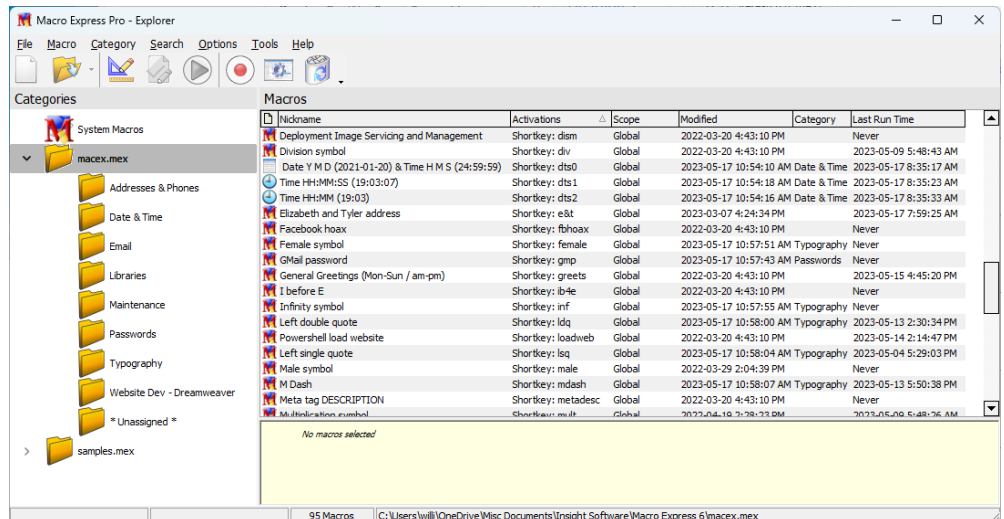 Macro Express Pro - Explorer
File Macro Category Search Options Tools Help
Categories
System Macros
macex.mex
Addresses & Phones
Date & Time
Email
Libraries
Maintenance
Passwords
Typography
Website Dev - Dreamweaver
* Unassigned *
samples.mex
Macros
Nickname Activations Scope Modified Category Last Run Time
Deployment Image Servicing and Management Shortkey: dism Global 2022-03-20 4:43:10 PM Never
Division symbol Shortkey: div Global 2022-03-20 4:43:10 PM 2023-05-09 5:48:43 AM
Date Y M D (2021-01-20) & Time H M S (24:59:59) Shortkey: dts0 Global 2023-05-17 10:54:10 AM Date & Time 2023-05-17 8:35:17 AM
Time HH:MM:SS (19:03:07) Shortkey: dts1 Global 2023-05-17 10:54:18 AM Date & Time 2023-05-17 8:35:23 AM
Time HH:MM (19:03) Shortkey: dts2 Global 2023-05-17 10:54:16 AM Date & Time 2023-05-17 8:35:33 AM
Elizabeth and Tyler address Shortkey: e&t Global 2023-03-07 4:24:34 PM 2023-05-17 7:59:25 AM
Facebook hoax Shortkey: fbhoax Global 2022-03-20 4:43:10 PM Never
Female symbol Shortkey: female Global 2023-05-17 10:57:51 AM Typography Never
GMail password Shortkey: gmp Global 2023-05-17 10:57:43 AM Passwords Never
General Greetings (Mon-Sun / am-pm) Shortkey: greets Global 2022-03-20 4:43:10 PM 2023-05-15 4:45:20 PM
I before E Shortkey: ib4e Global 2022-03-20 4:43:10 PM Never
Infinity symbol Shortkey: inf Global 2023-05-17 10:57:55 AM Typography Never
Left double quote Shortkey: ldq Global 2023-05-17 10:58:00 AM Typography 2023-05-13 2:30:34 PM
Powershell load website Shortkey: loadweb Global 2022-03-20 4:43:10 PM 2023-05-14 2:14:47 PM
Left single quote Shortkey: lsq Global 2023-05-17 10:58:04 AM Typography 2023-05-04 5:29:03 PM
Male symbol Shortkey: male Global 2022-03-29 2:04:39 PM Never
M Dash Shortkey: mdash Global 2023-05-17 10:58:07 AM Typography 2023-05-13 5:50:38 PM
Meta tag DESCRIPTION Shortkey: metadesc Global 2022-03-20 4:43:10 PM Never
Multiplication symbol Shortkey: mult Global 2022-04-19 2:28:23 PM 2023-05-09 5:48:26 AM
No macros selected
95 Macros C:\Users\willi\OneDrive\Misc Documents\Insight Software\Macro Express 6\macex.mex